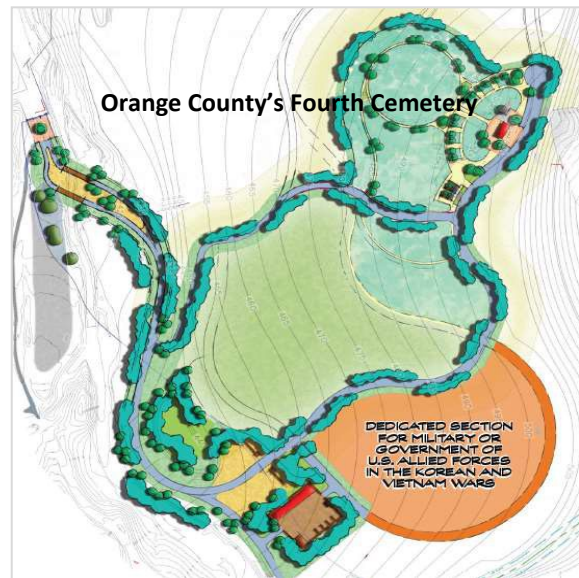 Orange County's Fourth Cemetery
DEDICATED SECTION
FOR MILITARY OR
GOVERNMENT OF
U.S. ALLIED FORCES
IN THE KOREAN AND
VIETNAM WARS